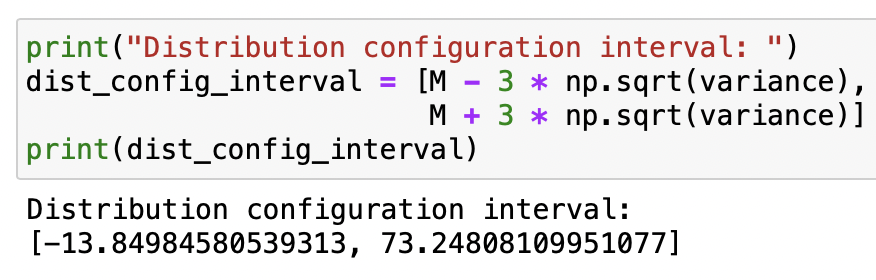 print("Distribution configuration interval: ")
dist_config_interval = [M - 3 * np.sqrt(variance),
                        M + 3 * np.sqrt(variance)]
print(dist_config_interval)
Distribution configuration interval:
[-13.84984580539313, 73.24808109951077]